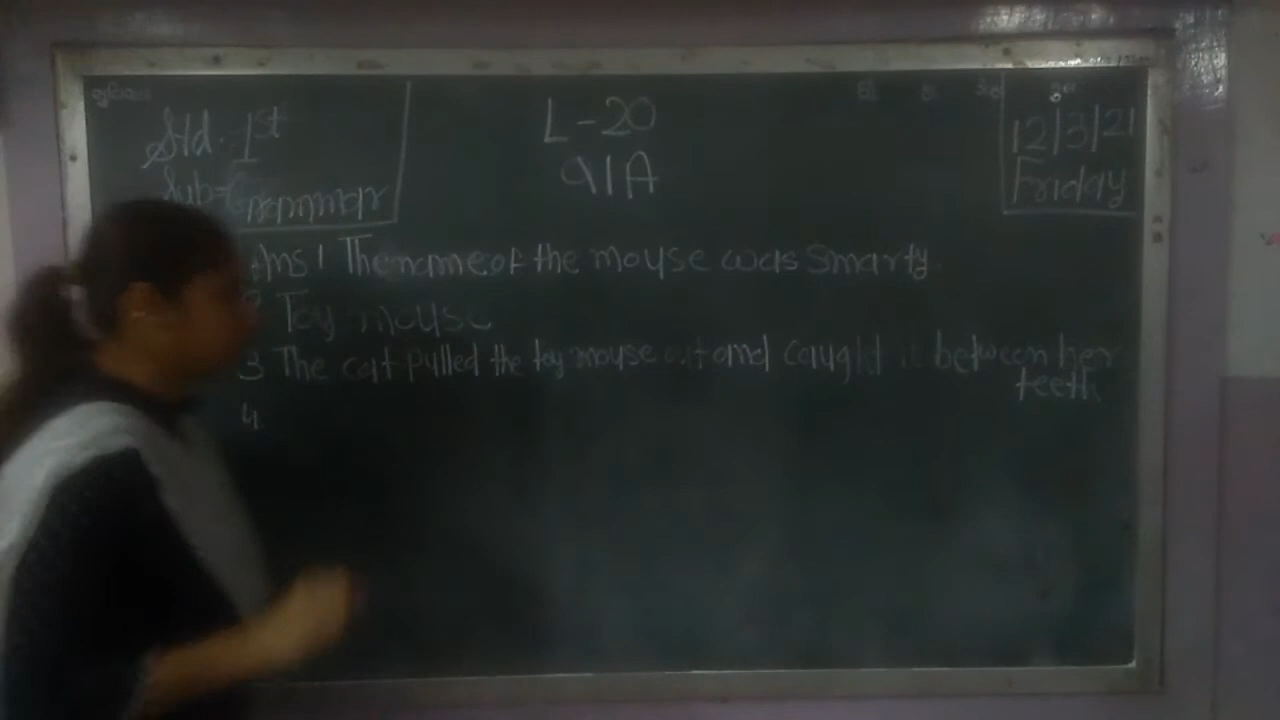 સુવિચાર
Std. 1st
Sub= Grammar
L-20
Q/A
12/3/21
Friday
Ans 1 The name of the mouse was Smarty
2 Toy mouse
3 The cat pulled the toy mouse out and caught it between her
teeth
4